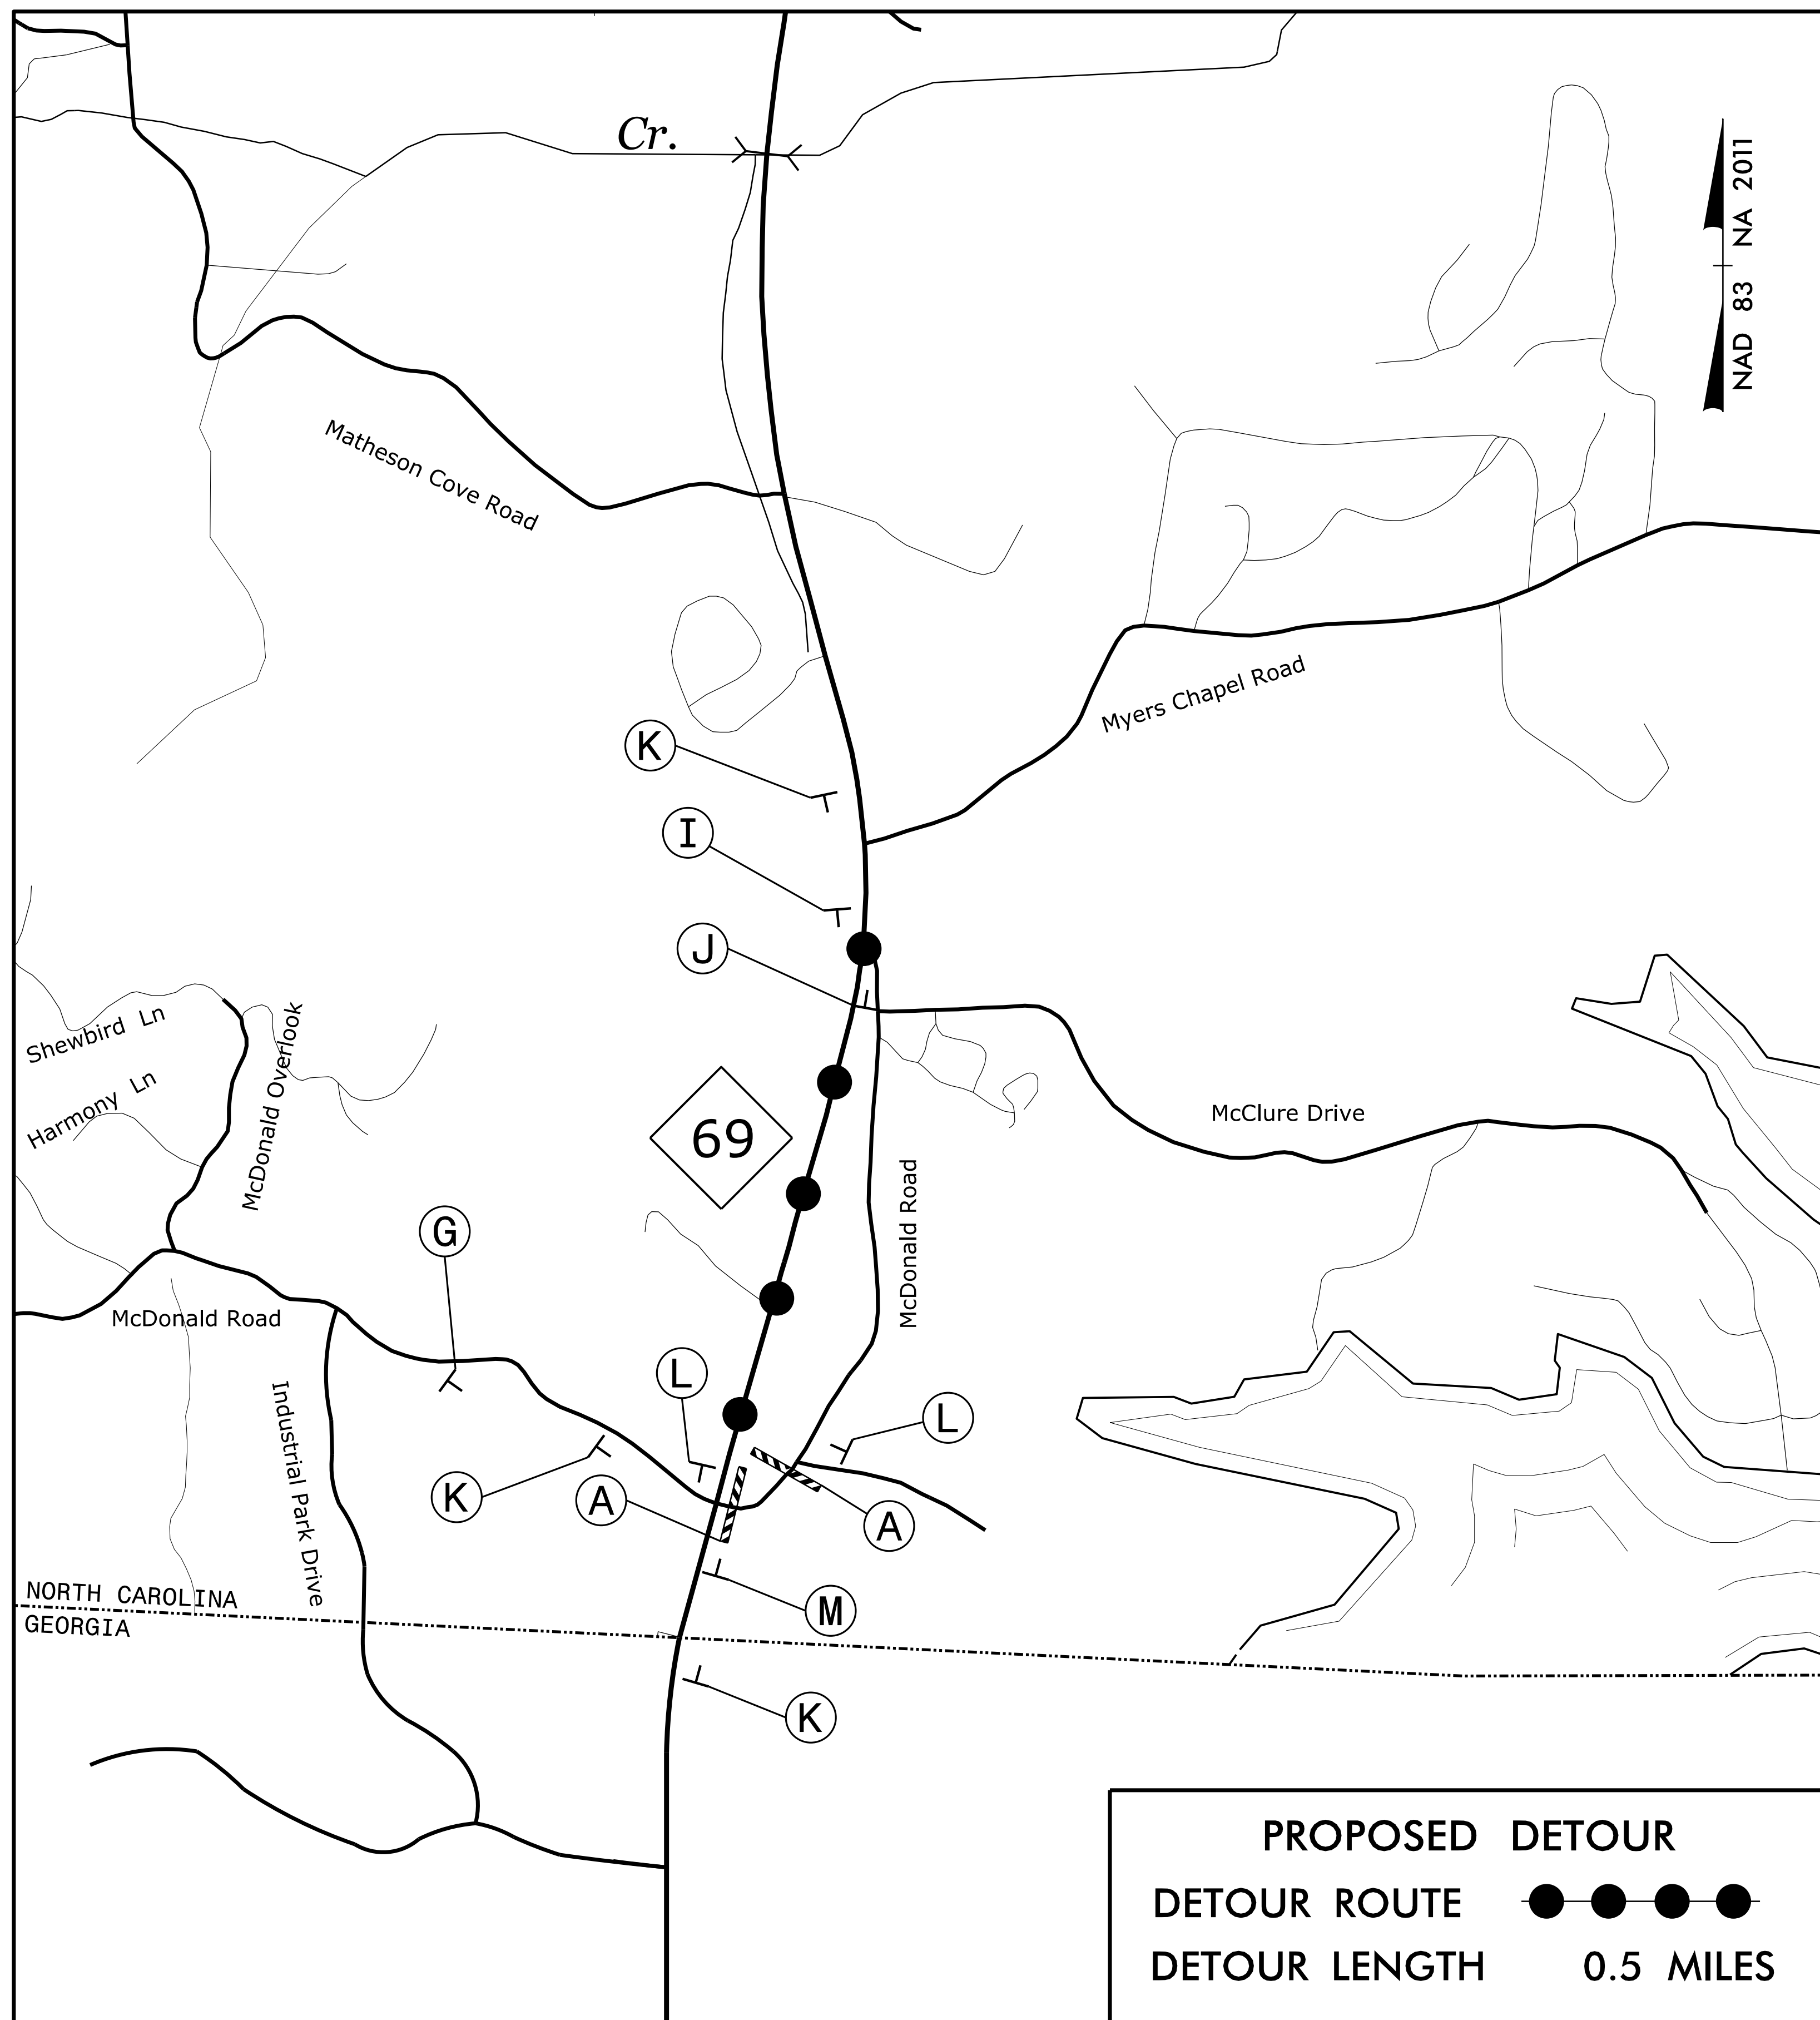 Cr.
NAD 83 NA 2011
Matheson Cove Road
Myers Chapel Road
K
I
J
Shewbird Ln
Harmony Ln
McDonald Overlook
69
McClure Drive
McDonald Road
G
McDonald Road
L
L
Industrial Park Drive
K
A
A
NORTH CAROLINA
GEORGIA
M
K
PROPOSED DETOUR
DETOUR ROUTE
DETOUR LENGTH 0.5 MILES